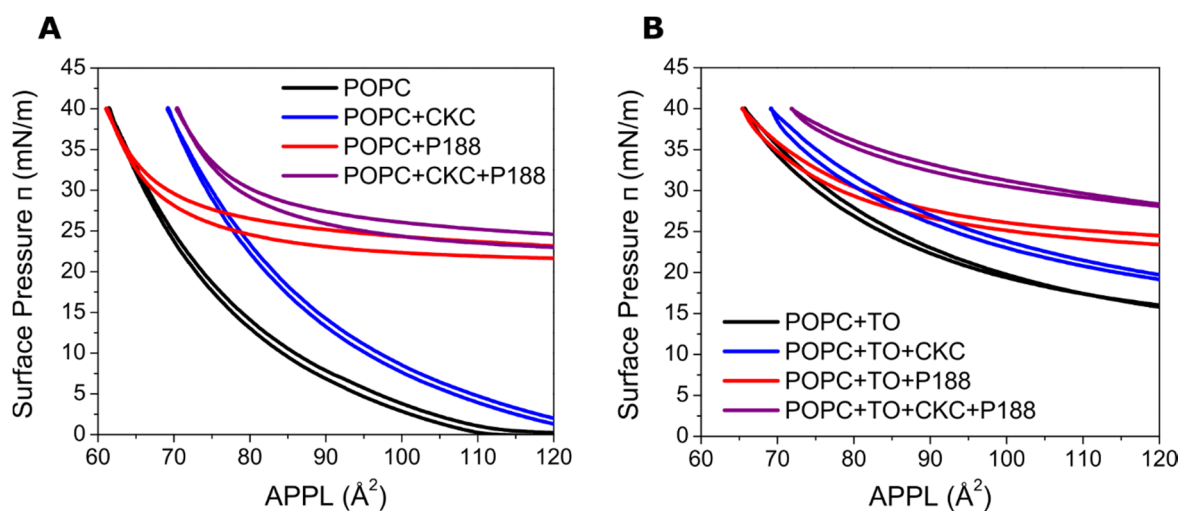 A
B
45
40
35
30
25
20
15
10
5
0
60
70
80
90
100
110
120
Surface Pressure π (mN/m)
APPL (Å²)
POPC
POPC+CKC
POPC+P188
POPC+CKC+P188
45
40
35
30
25
20
15
10
5
0
60
70
80
90
100
110
120
Surface Pressure π (mN/m)
APPL (Å²)
POPC+TO
POPC+TO+CKC
POPC+TO+P188
POPC+TO+CKC+P188